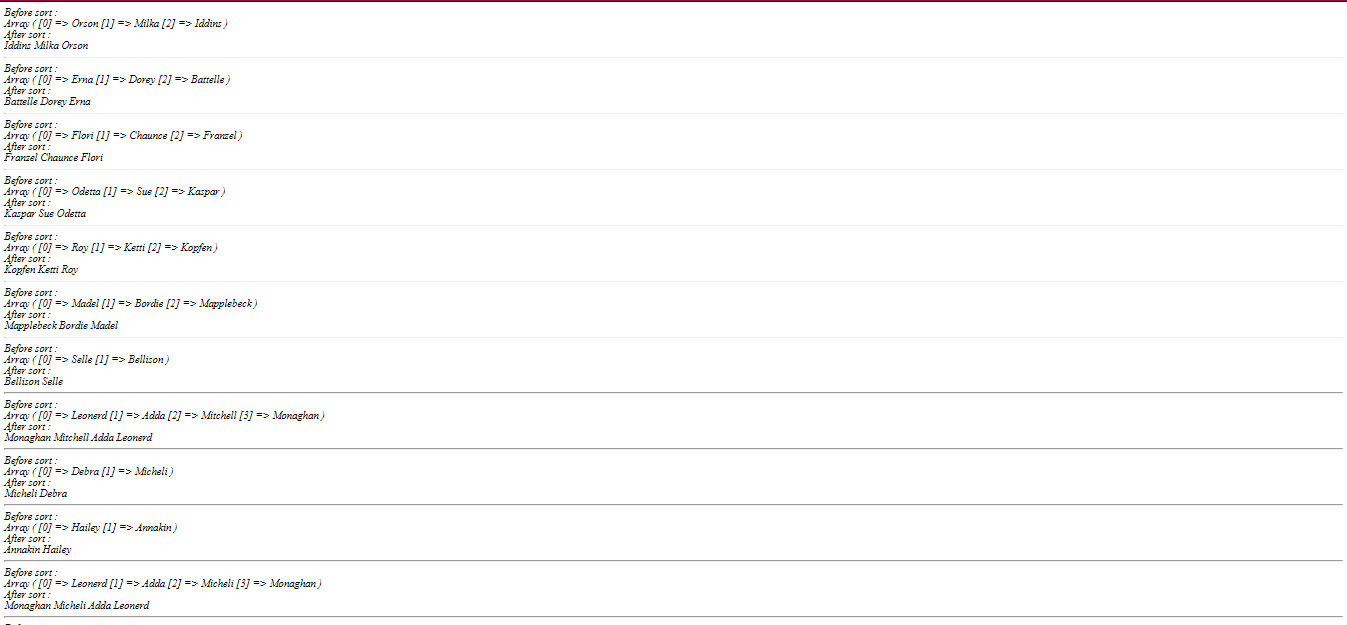 Before sort :
Array ( [0] => Orson [1] => Milka [2] => Iddins )
After sort :
Iddins Milka Orson
Before sort :
Array ( [0] => Erna [1] => Dorey [2] => Battelle )
After sort :
Battelle Dorey Erna
Before sort :
Array ( [0] => Flori [1] => Chaunce [2] => Franzel )
After sort :
Franzel Chaunce Flori
Before sort :
Array ( [0] => Odetta [1] => Sue [2] => Kaspar )
After sort :
Kaspar Sue Odetta
Before sort :
Array ( [0] => Roy [1] => Ketti [2] => Kopfen )
After sort :
Kopfen Ketti Roy
Before sort :
Array ( [0] => Madel [1] => Bordie [2] => Mapplebeck )
After sort :
Mapplebeck Bordie Madel
Before sort :
Array ( [0] => Selle [1] => Bellison )
After sort :
Bellison Selle
Before sort :
Array ( [0] => Leonerd [1] => Adda [2] => Mitchell [3] => Monaghan )
After sort :
Monaghan Mitchell Adda Leonerd
Before sort :
Array ( [0] => Debra [1] => Micheli )
After sort :
Micheli Debra
Before sort :
Array ( [0] => Hailey [1] => Annakin )
After sort :
Annakin Hailey
Before sort :
Array ( [0] => Leonerd [1] => Adda [2] => Micheli [3] => Monaghan )
After sort :
Monaghan Micheli Adda Leonerd